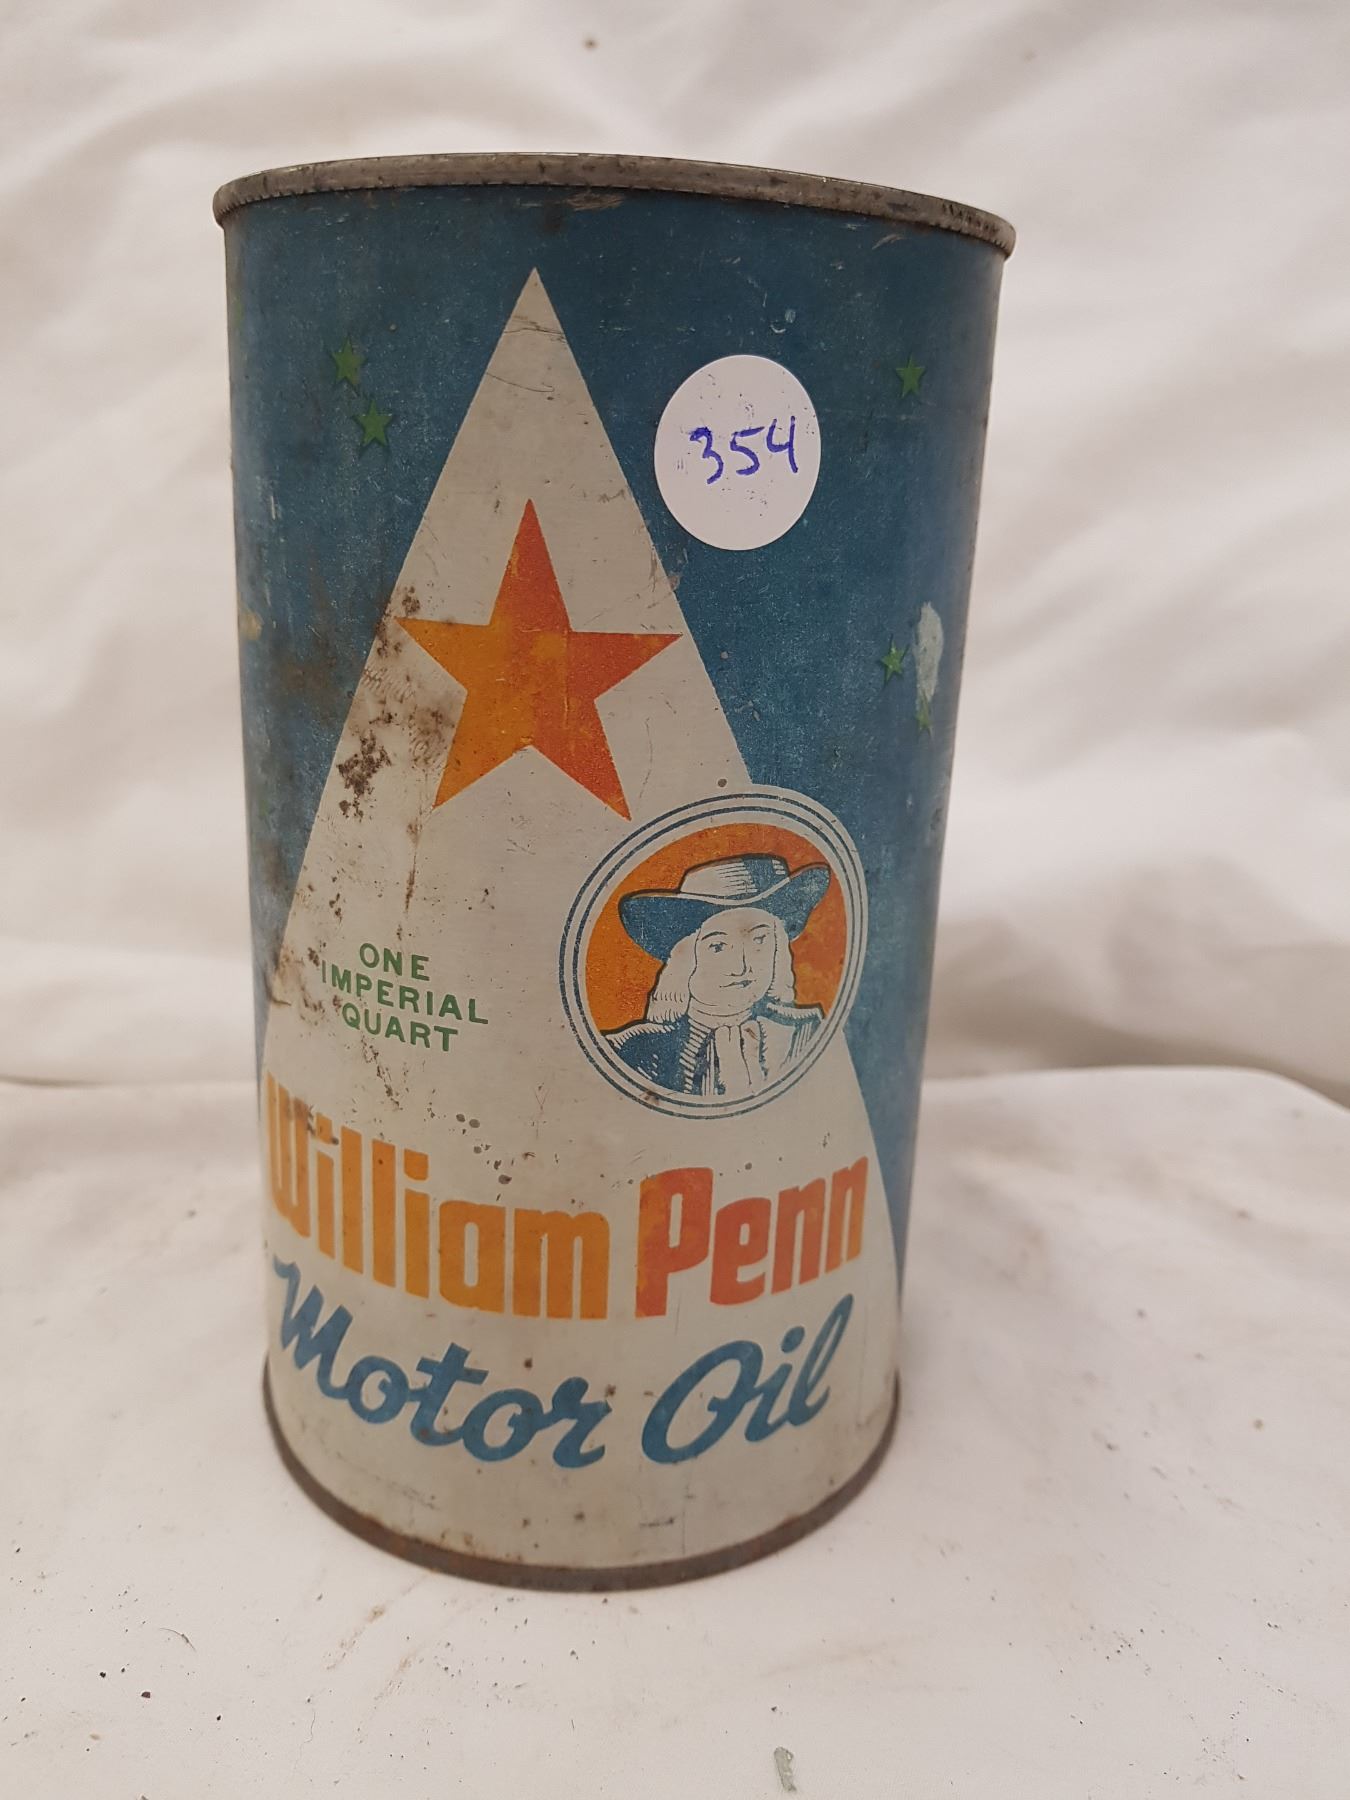 354
ONE
IMPERIAL
QUART
William Penn
Motor Oil